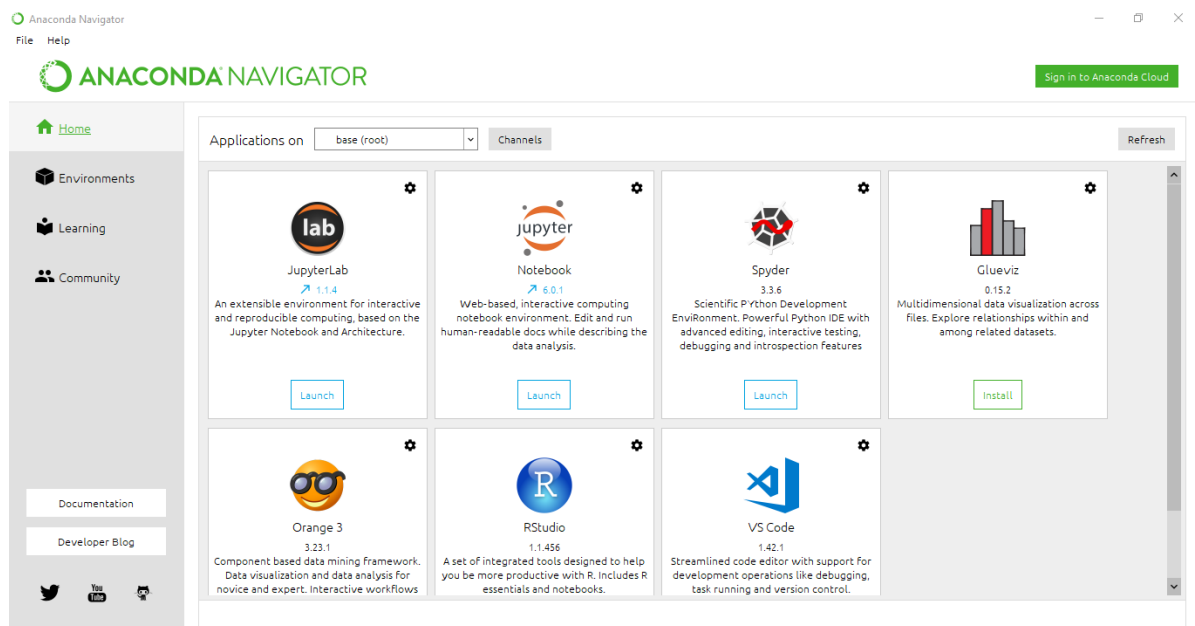 Anaconda Navigator
File Help
ANACONDA NAVIGATOR
Sign in to Anaconda Cloud
Home
Environments
Learning
Community
Documentation
Developer Blog
You
Tube
Applications on base (root) Channels Refresh
lab
JupyterLab
1.1.4
An extensible environment for interactive
and reproducible computing, based on the
Jupyter Notebook and Architecture.
Launch
jupyter
Notebook
6.0.1
Web-based, interactive computing
notebook environment. Edit and run
human-readable docs while describing the
data analysis.
Launch
Spyder
3.3.6
Scientific PYthon Development
EnviRonment. Powerful Python IDE with
advanced editing, interactive testing,
debugging and introspection features
Launch
Glueviz
0.15.2
Multidimensional data visualization across
files. Explore relationships within and
among related datasets.
Install
Orange 3
3.23.1
Component based data mining framework.
Data visualization and data analysis for
novice and expert. Interactive workflows
R
RStudio
1.1.456
A set of integrated tools designed to help
you be more productive with R. Includes R
essentials and notebooks.
VS Code
1.42.1
Streamlined code editor with support for
development operations like debugging,
task running and version control.